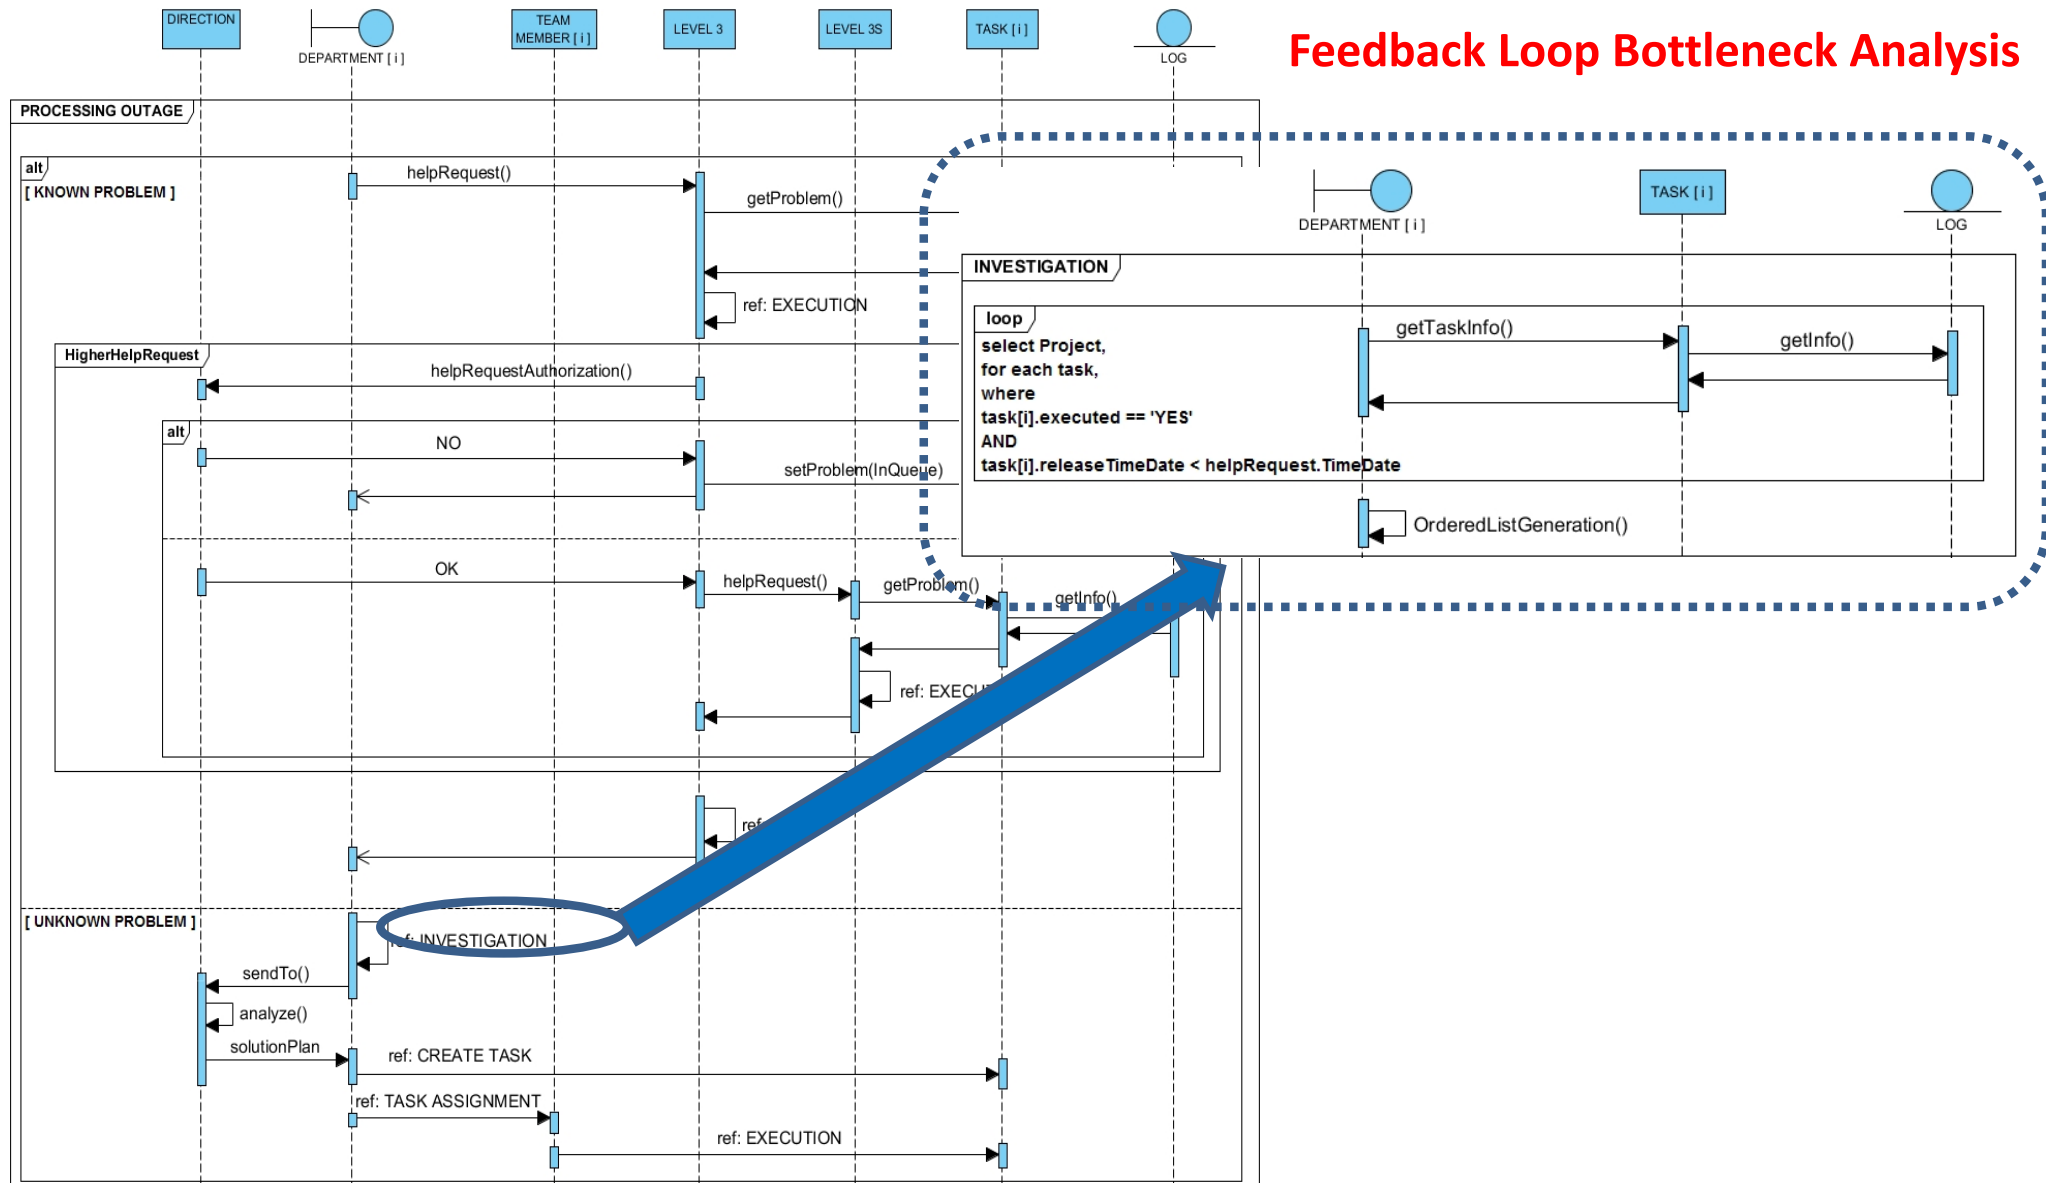 DIRECTION
DEPARTMENT [ i ]
TEAM
MEMBER [ i ]
LEVEL 3
LEVEL 3S
TASK [ i ]
LOG
Feedback Loop Bottleneck Analysis
PROCESSING OUTAGE
alt
[ KNOWN PROBLEM ]
helpRequest()
getProblem()
ref: EXECUTION
HigherHelpRequest
helpRequestAuthorization()
alt
NO
setProblem(InQueue)
OK
helpRequest()
getProblem()
getInfo()
ref:
ref
[ UNKNOWN PROBLEM ]
ref: INVESTIGATION
sendTo()
analyze()
solutionPlan
ref: CREATE TASK
ref: TASK ASSIGNMENT
ref: EXECUTION
DEPARTMENT [ i ]
TASK [ i ]
LOG
INVESTIGATION
loop
select Project,
for each task,
where
task[i].executed == 'YES'
AND
task[i].releaseTimeDate < helpRequest.TimeDate
getTaskInfo()
getInfo()
OrderedListGeneration()